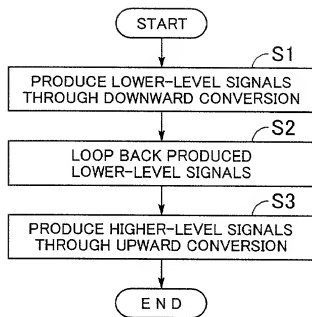 START
S1
PRODUCE LOWER-LEVEL SIGNALS
THROUGH DOWNWARD CONVERSION
S2
LOOP BACK PRODUCED
LOWER-LEVEL SIGNALS
S3
PRODUCE HIGHER-LEVEL SIGNALS
THROUGH UPWARD CONVERSION
END